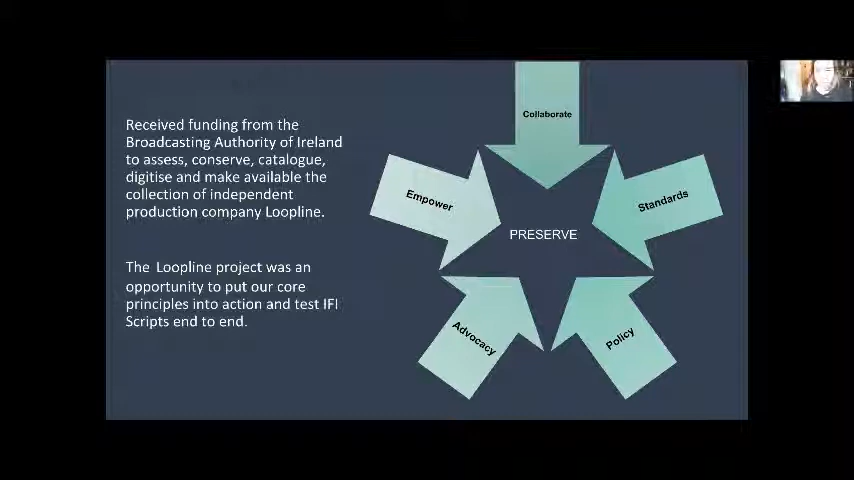 Received funding from the
Broadcasting Authority of Ireland
to assess, conserve, catalogue,
digitise and make available the
collection of independent
production company Loopline.
The Loopline project was an
opportunity to put our core
principles into action and test IFI
Scripts end to end.
Collaborate
Empower
Standards
PRESERVE
Advocacy
Policy